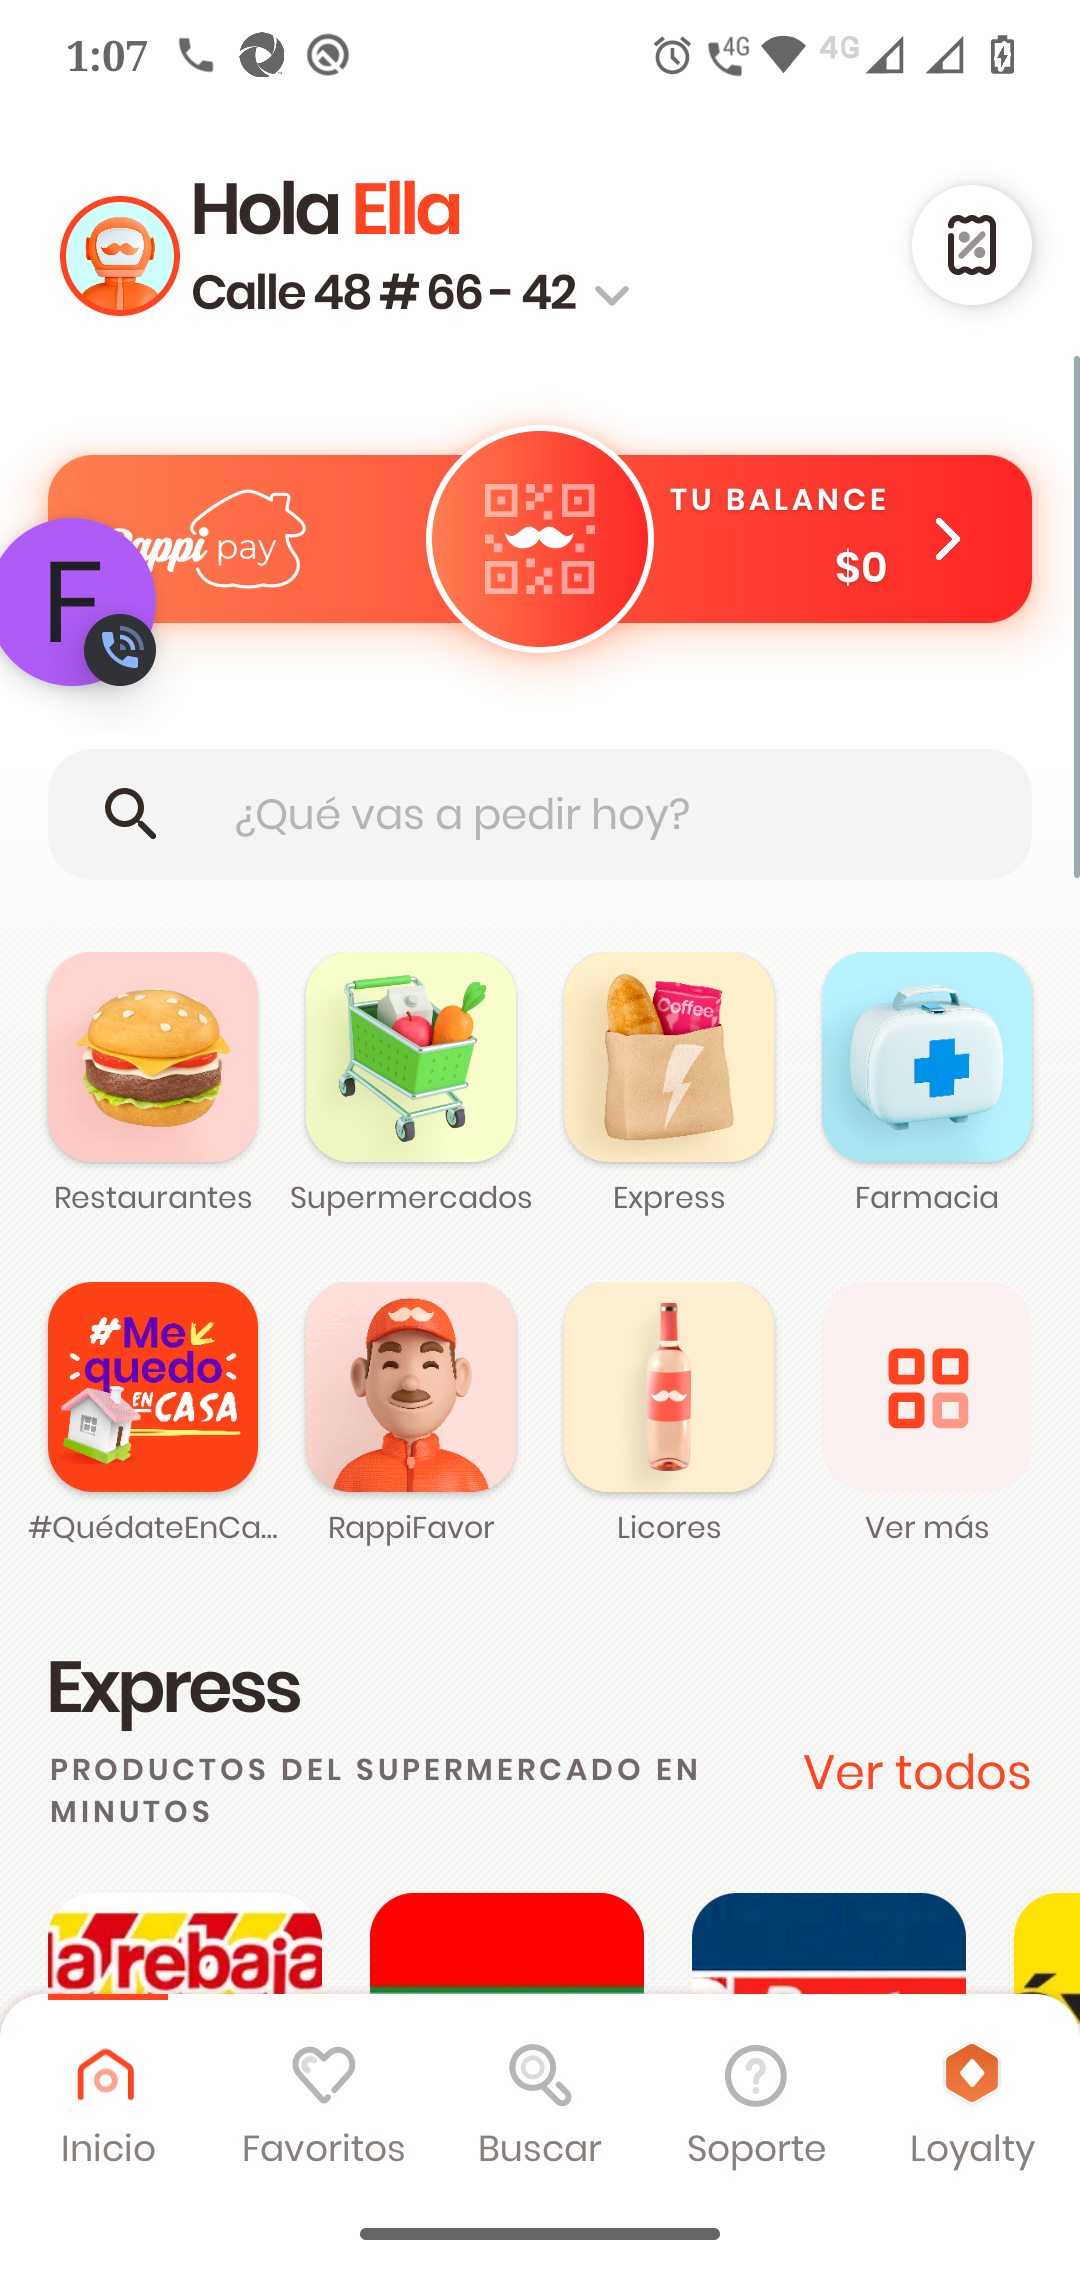 1:07
4G
4G
Hola Ella
Calle 48 # 66 - 42
Rappi pay
TU BALANCE
$0
F
¿Qué vas a pedir hoy?
Coffee
Restaurantes
Supermercados
Express
Farmacia
#Me
quedo
EN CASA
#QuédateEnCa...
RappiFavor
Licores
Ver más
Express
PRODUCTOS DEL SUPERMERCADO EN
MINUTOS
Ver todos
la rebaja
Inicio
Favoritos
Buscar
Soporte
Loyalty